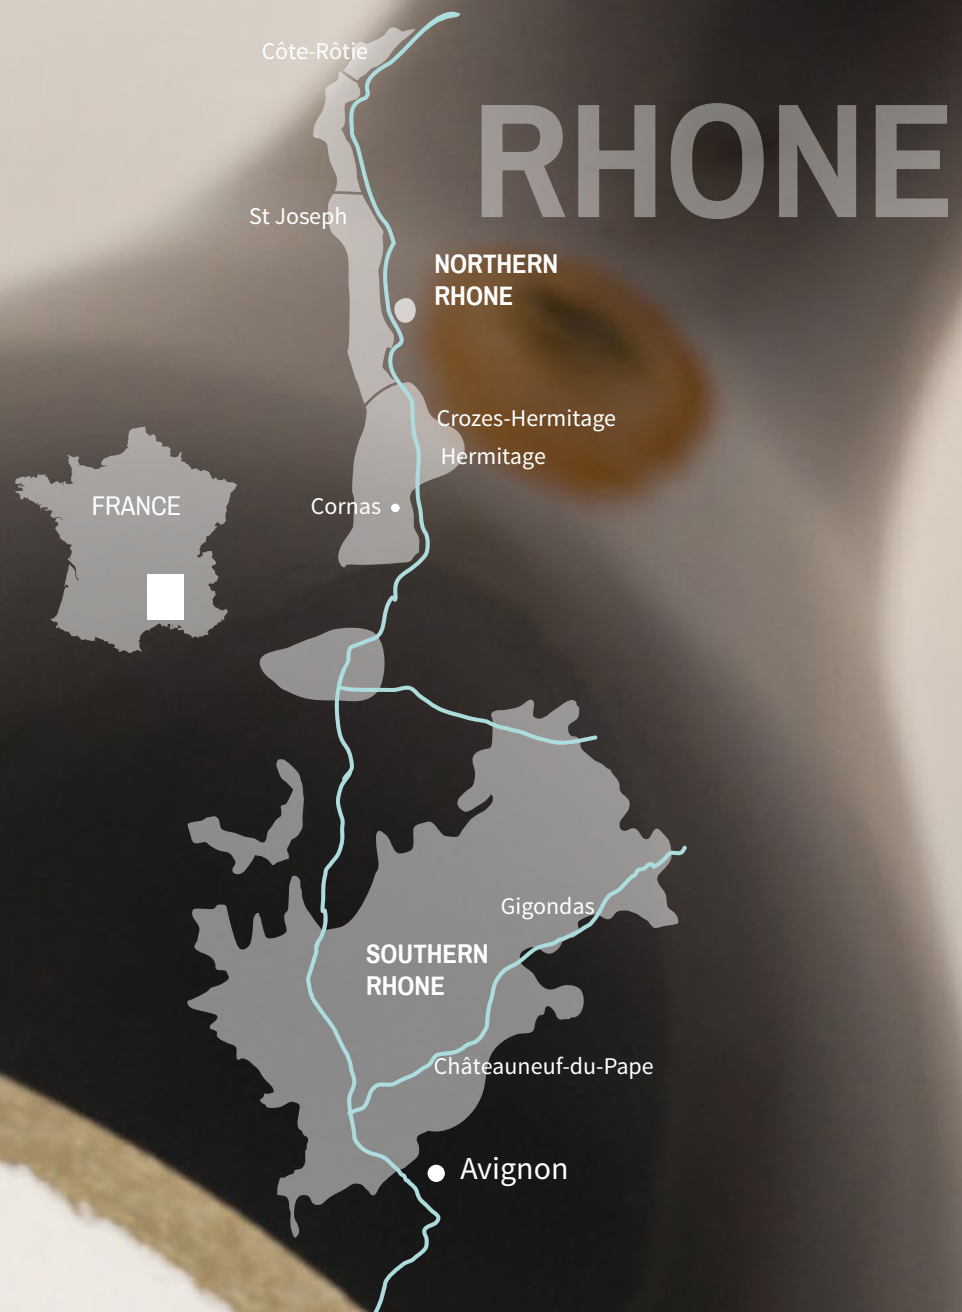 Côte-Rôtie
RHONE
St Joseph
NORTHERN
RHONE
Crozes-Hermitage
Hermitage
FRANCE
Cornas
Gigondas
SOUTHERN
RHONE
Châteauneuf-du-Pape
Avignon